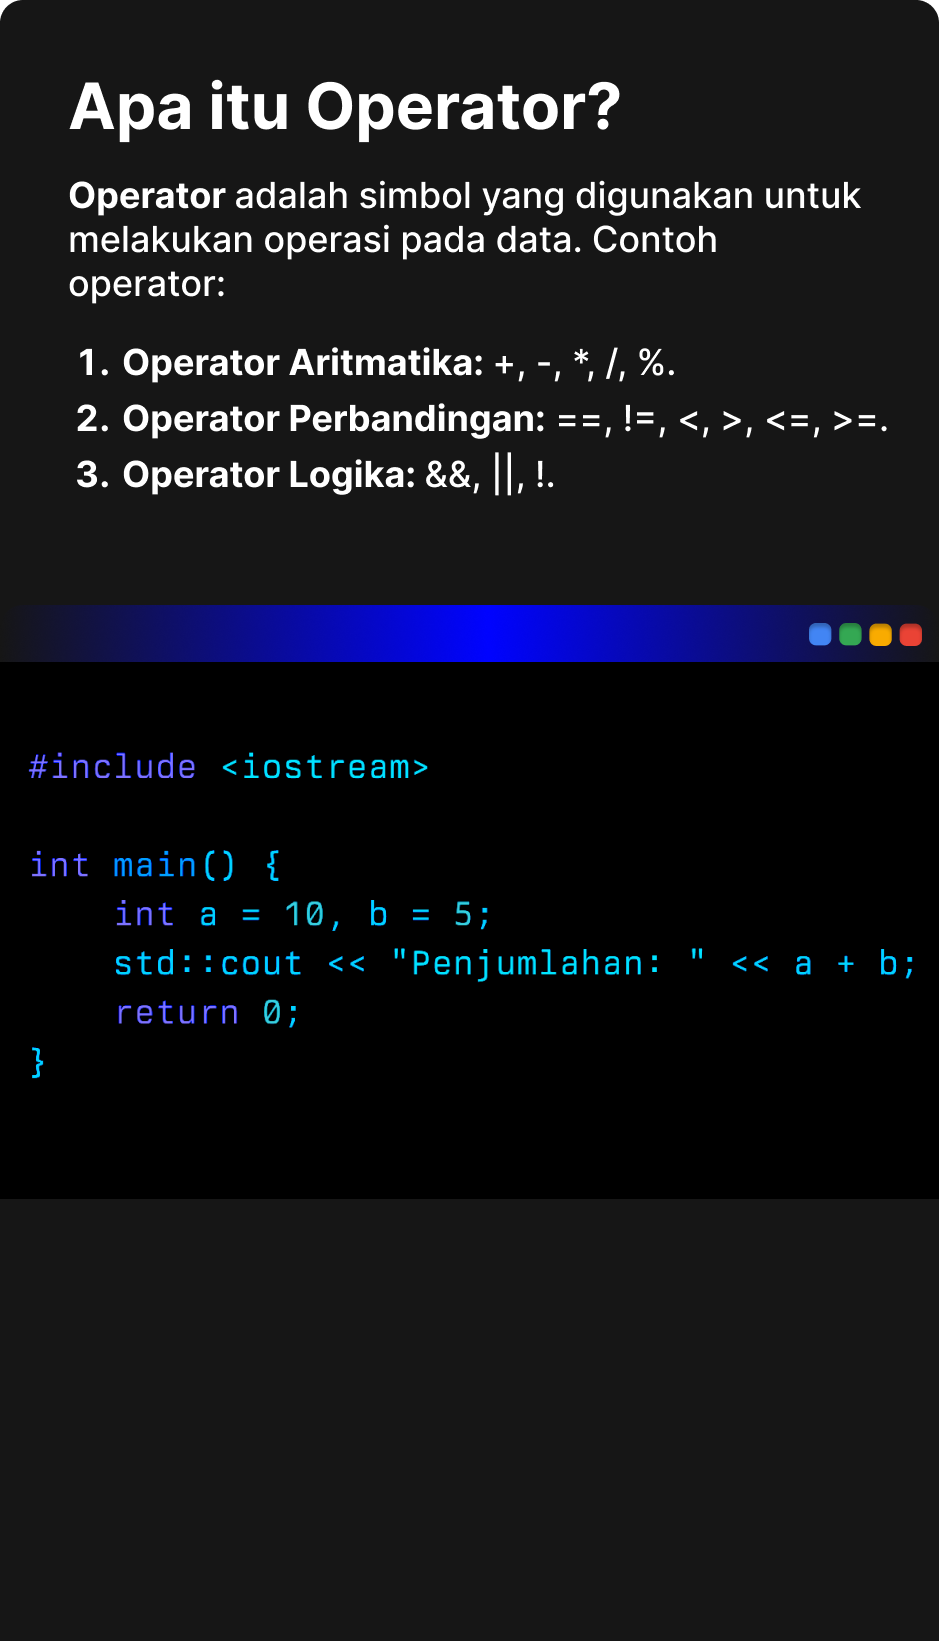 Apa itu Operator?
Operator adalah simbol yang digunakan untuk
melakukan operasi pada data. Contoh
operator:
1. Operator Aritmatika: +, -, *, /, %.
2. Operator Perbandingan: ==, !=, <, >, <=, >=.
3. Operator Logika: &&, ||, !.
#include <iostream>
int main() {
    int a = 10, b = 5;
    std::cout << "Penjumlahan: " << a + b;
    return 0;
}